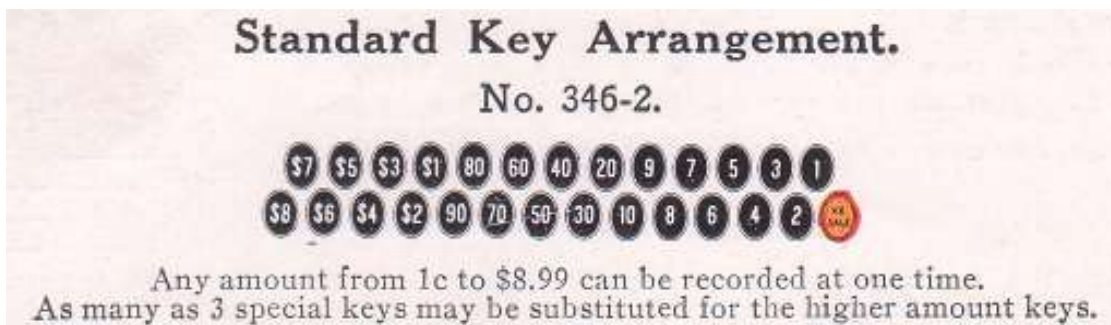 Standard Key Arrangement.
No. 346-2.
$7 $5 $3 $1 80 60 40 20 9 7 5 3 1
$8 $6 $4 $2 90 70 50 30 10 8 6 4 2 NO SALE
Any amount from 1c to $8.99 can be recorded at one time.
As many as 3 special keys may be substituted for the higher amount keys.